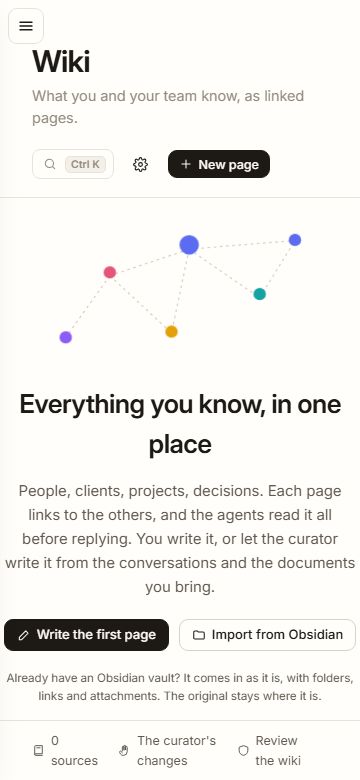 Wiki
What you and your team know, as linked
pages.
Ctrl K
New page
Everything you know, in one
place
People, clients, projects, decisions. Each page
links to the others, and the agents read it all
before replying. You write it, or let the curator
write it from the conversations and the documents
you bring.
Write the first page
Import from Obsidian
Already have an Obsidian vault? It comes in as it is, with folders,
links and attachments. The original stays where it is.
0
sources
The curator's
changes
Review
the wiki